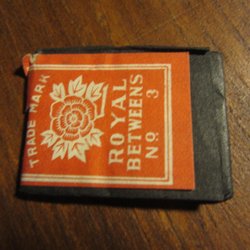 TRADE MARK
ROYAL
BETWEENS
No. 3